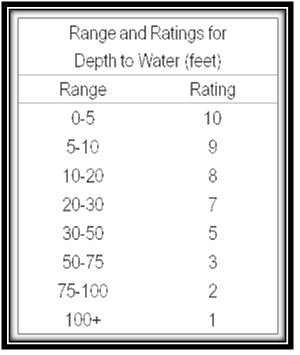 Range and Ratings for
Depth to Water (feet)
Range Rating
0-5 10
5-10 9
10-20 8
20-30 7
30-50 5
50-75 3
75-100 2
100+ 1